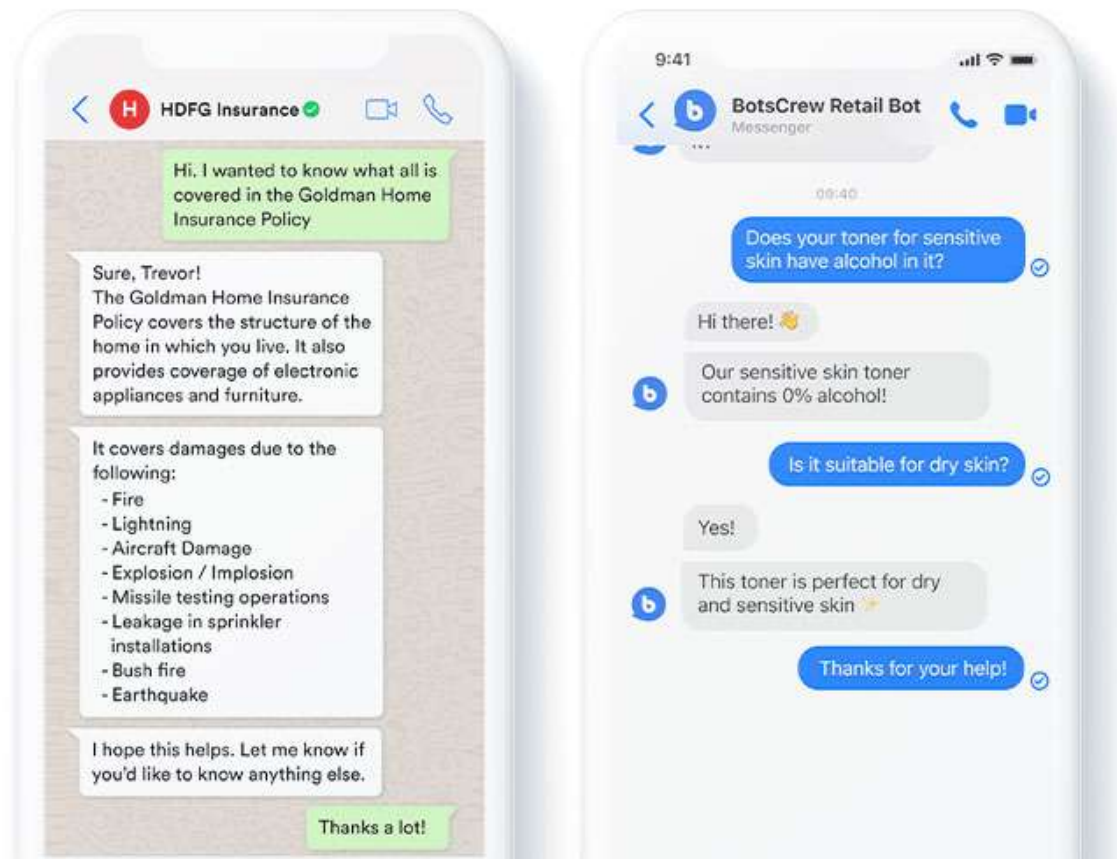 H
HDFG Insurance
Hi. I wanted to know what all is
covered in the Goldman Home
Insurance Policy
Sure, Trevor!
The Goldman Home Insurance
Policy covers the structure of the
home in which you live. It also
provides coverage of electronic
appliances and furniture.
It covers damages due to the
following:
- Fire
- Lightning
- Aircraft Damage
- Explosion / Implosion
- Missile testing operations
- Leakage in sprinkler
installations
- Bush fire
- Earthquake
I hope this helps. Let me know if
you'd like to know anything else.
Thanks a lot!
9:41
b
BotsCrew Retail Bot
Messenger
09:40
Does your toner for sensitive
skin have alcohol in it?
Hi there! 👋
Our sensitive skin toner
contains 0% alcohol!
b
Is it suitable for dry skin?
Yes!
This toner is perfect for dry
and sensitive skin ✨
b
Thanks for your help!